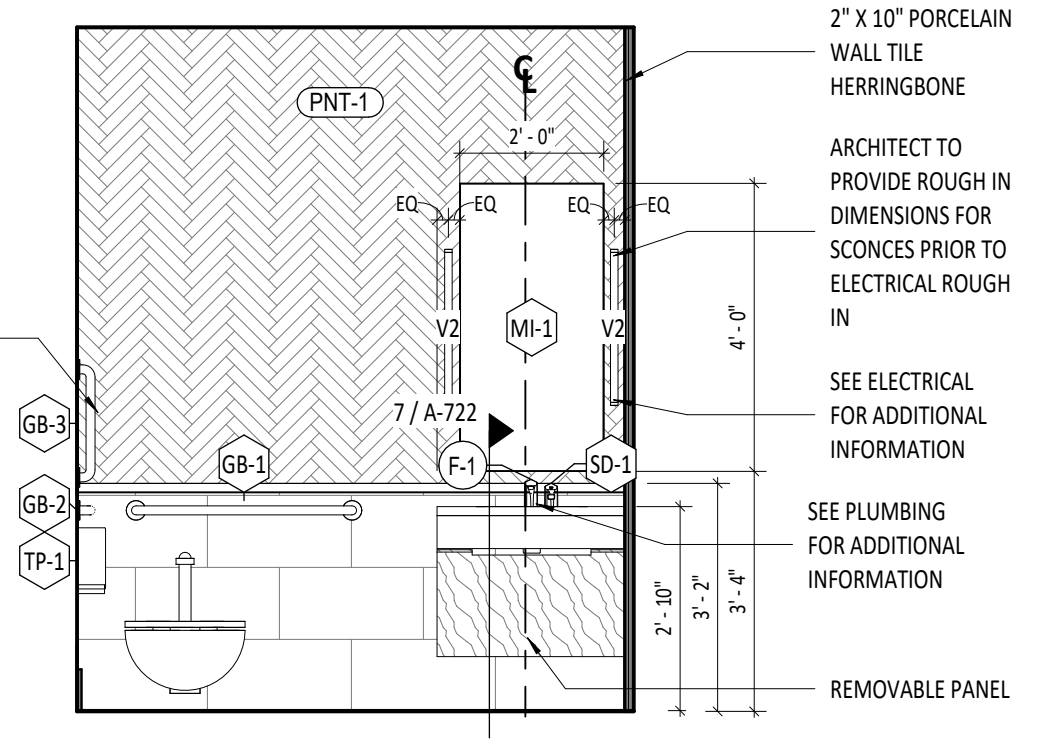 2" X 10" PORCELAIN
WALL TILE
HERRINGBONE
PNT-1
CL
2' - 0"
ARCHITECT TO
PROVIDE ROUGH IN
DIMENSIONS FOR
SCONCES PRIOR TO
ELECTRICAL ROUGH
IN
EQ
EQ
EQ
EQ
V2
MI-1
V2
4' - 0"
SEE ELECTRICAL
FOR ADDITIONAL
INFORMATION
7 / A-722
GB-3
GB-1
F-1
SD-1
GB-2
TP-1
SEE PLUMBING
FOR ADDITIONAL
INFORMATION
2' - 10"
3' - 2"
3' - 4"
REMOVABLE PANEL